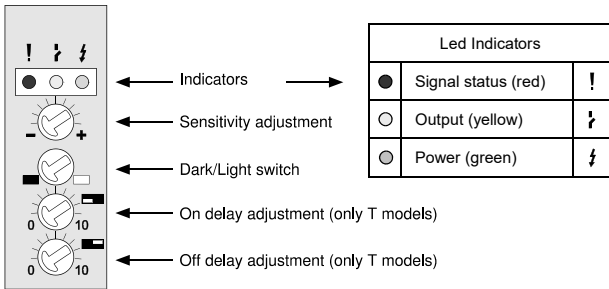 Indicators
Sensitivity adjustment
- +
Dark/Light switch
On delay adjustment (only T models)
0 10
Off delay adjustment (only T models)
0 10
Led Indicators
Signal status (red) !
Output (yellow)
Power (green)
!